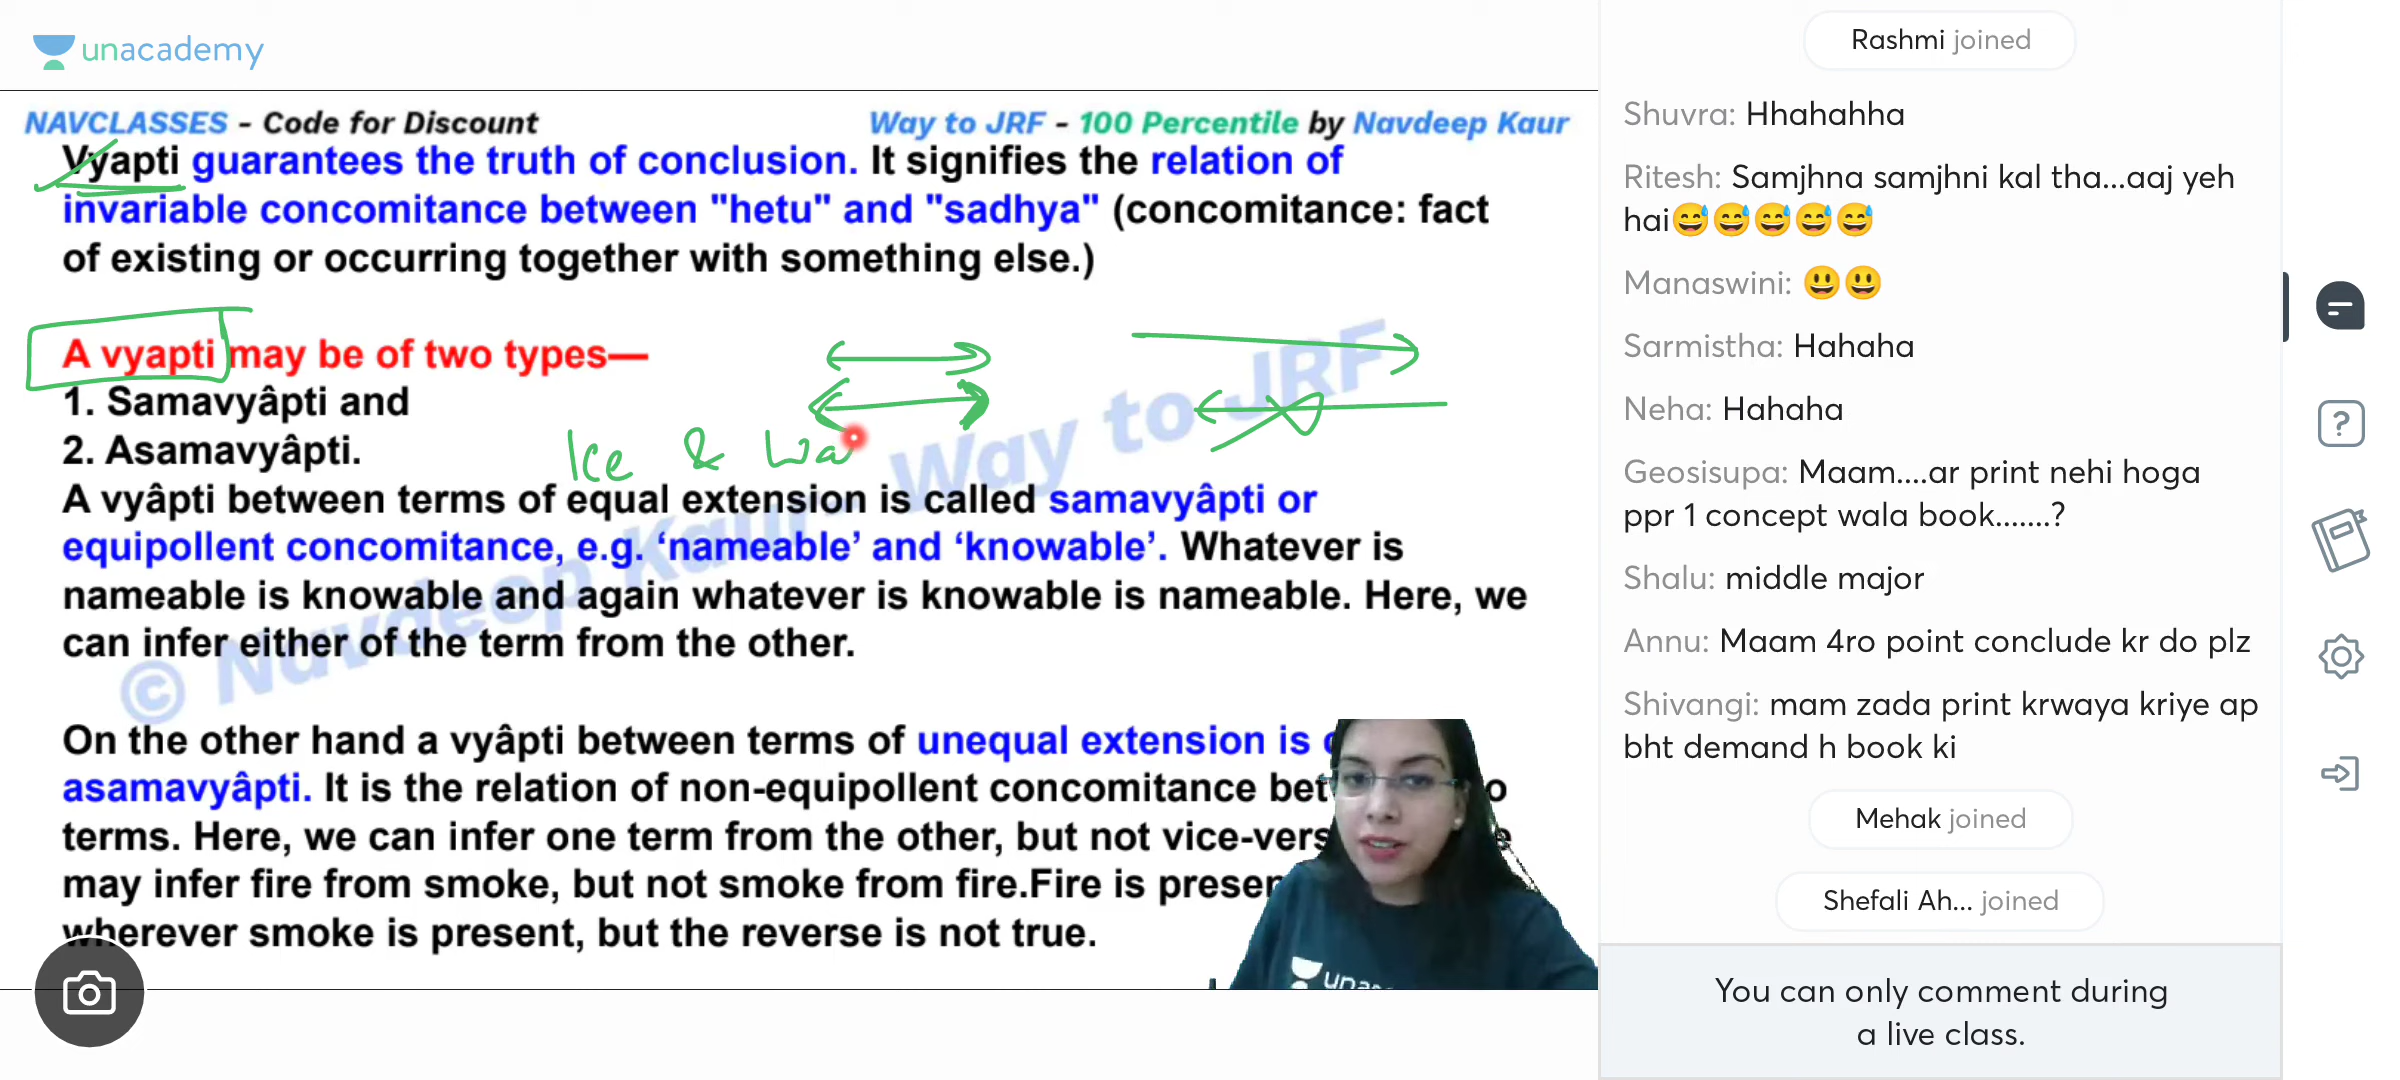 unacademy
NAVCLASSES - Code for Discount
Way to JRF - 100 Percentile by Navdeep Kaur
Vyapti guarantees the truth of conclusion. It signifies the relation of
invariable concomitance between "hetu" and "sadhya" (concomitance: fact
of existing or occurring together with something else.)
A vyapti may be of two types—
1. Samavyâpti and
2. Asamavyâpti.
Ice & Wa
A vyâpti between terms of equal extension is called samavyâpti or
equipollent concomitance, e.g. ‘nameable’ and ‘knowable’. Whatever is
nameable is knowable and again whatever is knowable is nameable. Here, we
can infer either of the term from the other.
On the other hand a vyâpti between terms of unequal extension is
asamavyâpti. It is the relation of non-equipollent concomitance
terms. Here, we can infer one term from the other, but not
may infer fire from smoke, but not smoke from fire.Fire is
wherever smoke is present, but the reverse is not true.
© Navdeep Kaur - Way to JRF
Rashmi joined
Shuvra: Hhahahha
Ritesh: Samjhna samjhni kal tha...aaj yeh
hai😅😅😅😅😅
Manaswini: 😃😃
Sarmistha: Hahaha
Neha: Hahaha
Geosisupa: Maam....ar print nehi hoga
ppr 1 concept wala book.......?
Shalu: middle major
Annu: Maam 4ro point conclude kr do plz
Shivangi: mam zada print krwaya kriye ap
bht demand h book ki
Mehak joined
Shefali Ah... joined
You can only comment during
a live class.